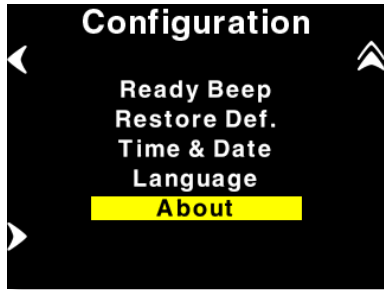 Configuration
Ready Beep
Restore Def.
Time & Date
Language
About